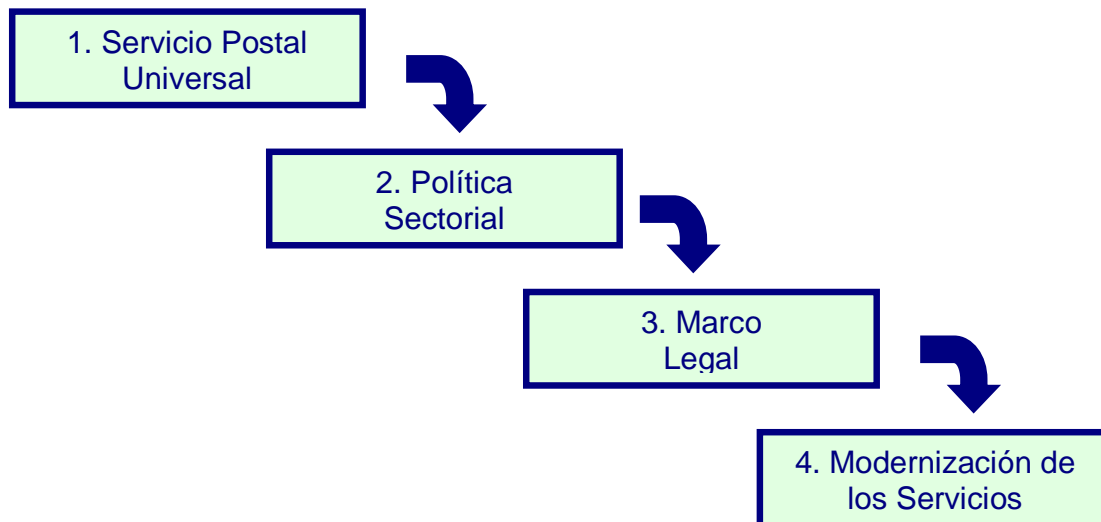 1. Servicio Postal
Universal
2. Política
Sectorial
3. Marco
Legal
4. Modernización de
los Servicios